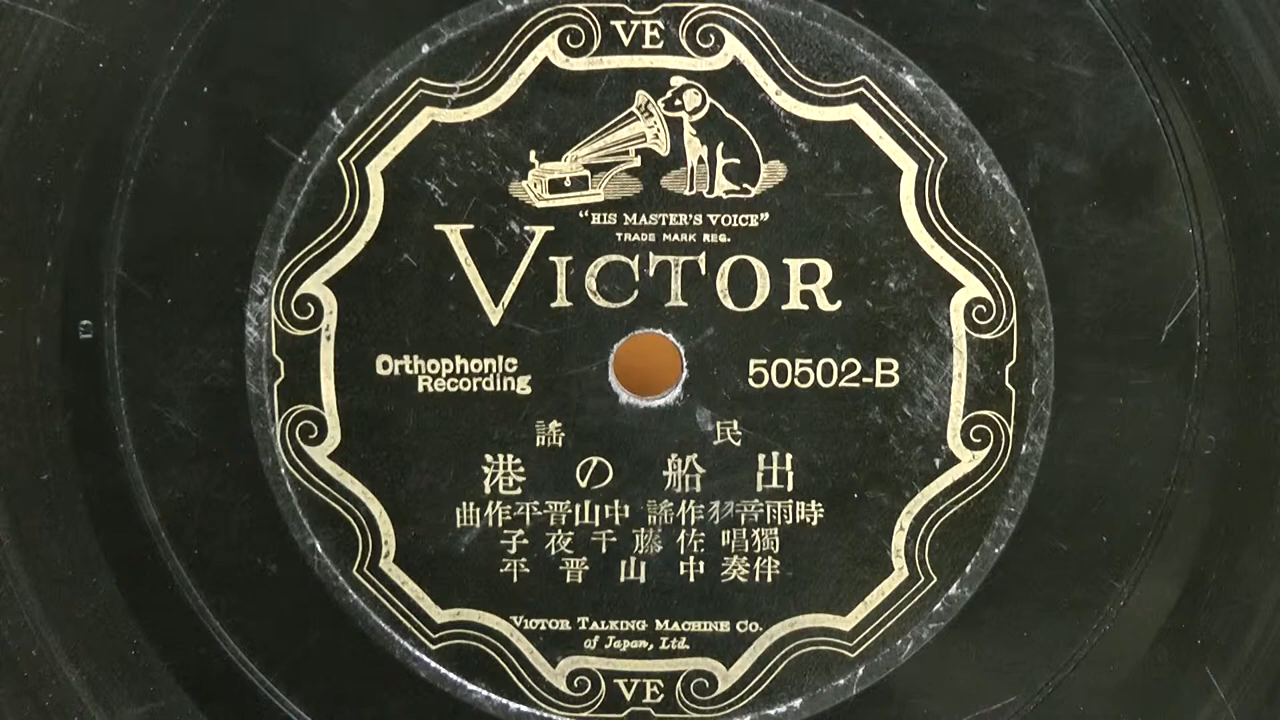 VE
"HIS MASTER'S VOICE"
TRADE MARK REG.
VICTOR
Orthophonic
Recording
50502-B
民謠
出船の港
時雨音羽作謠 中山晋平作曲
獨唱 佐藤千夜子
伴奏 中山晋平
VICTOR TALKING MACHINE CO.
of Japan, Ltd.
VE